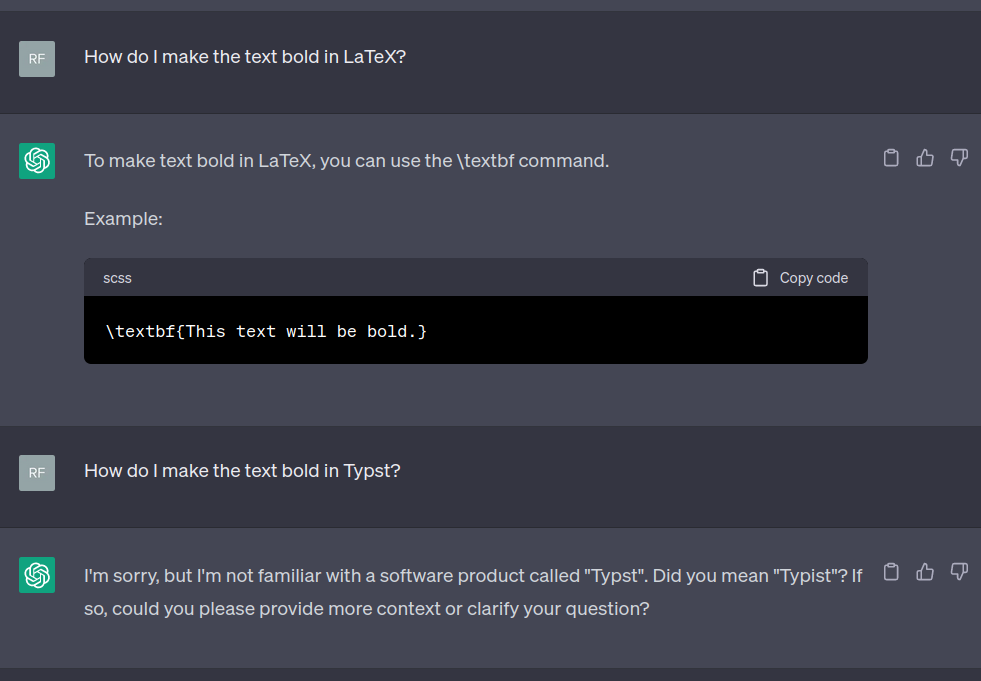 RF
How do I make the text bold in LaTeX?
To make text bold in LaTeX, you can use the \textbf command.
Example:
scss
Copy code
\textbf{This text will be bold.}
RF
How do I make the text bold in Typst?
I'm sorry, but I'm not familiar with a software product called "Typst". Did you mean "Typist"? If
so, could you please provide more context or clarify your question?